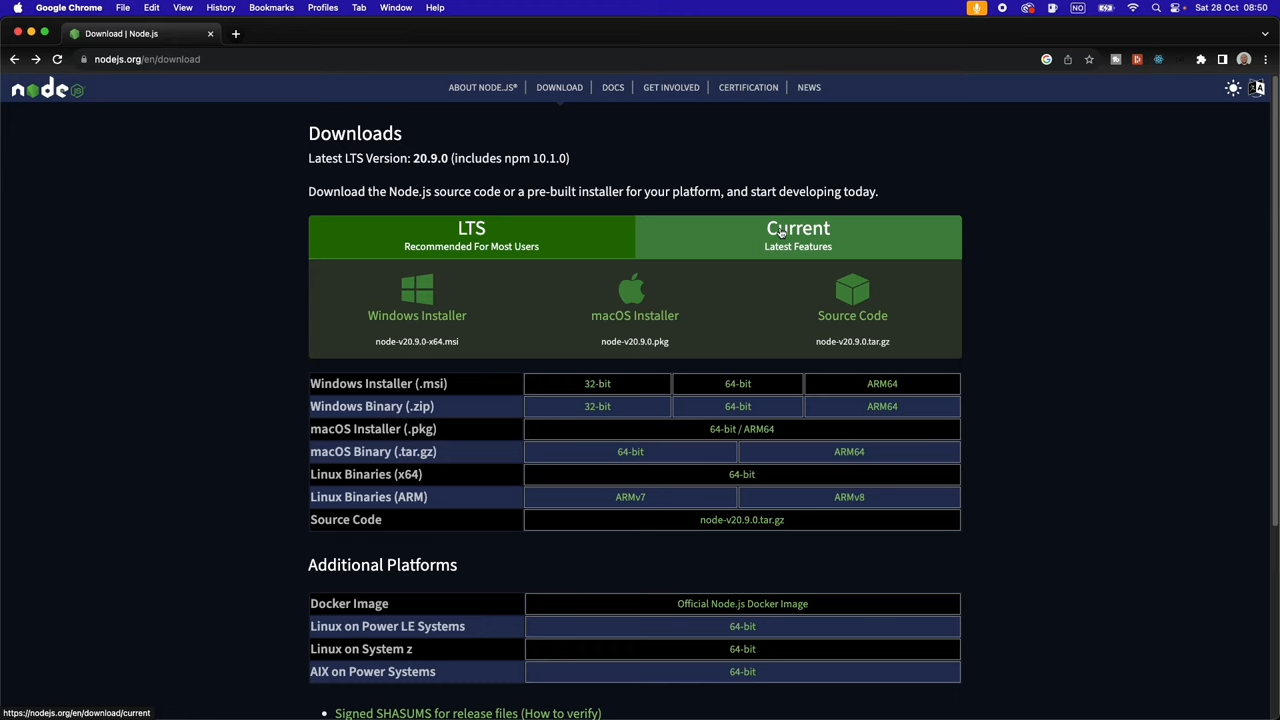 Google Chrome File Edit View History Bookmarks Profiles Tab Window Help NO Sat 28 Oct 08:50
Download | Node.js
nodejs.org/en/download
node JS ABOUT NODE.JS® DOWNLOAD DOCS GET INVOLVED CERTIFICATION NEWS
Downloads
Latest LTS Version: 20.9.0 (includes npm 10.1.0)
Download the Node.js source code or a pre-built installer for your platform, and start developing today.
LTS Current
Recommended For Most Users Latest Features
Windows Installer macOS Installer Source Code
node-v20.9.0-x64.msi node-v20.9.0.pkg node-v20.9.0.tar.gz
Windows Installer (.msi) 32-bit 64-bit ARM64
Windows Binary (.zip) 32-bit 64-bit ARM64
macOS Installer (.pkg) 64-bit / ARM64
macOS Binary (.tar.gz) 64-bit ARM64
Linux Binaries (x64) 64-bit
Linux Binaries (ARM) ARMv7 ARMv8
Source Code node-v20.9.0.tar.gz
Additional Platforms
Docker Image Official Node.js Docker Image
Linux on Power LE Systems 64-bit
Linux on System z 64-bit
AIX on Power Systems 64-bit
Signed SHASUMS for release files (How to verify)
https://nodejs.org/en/download/current